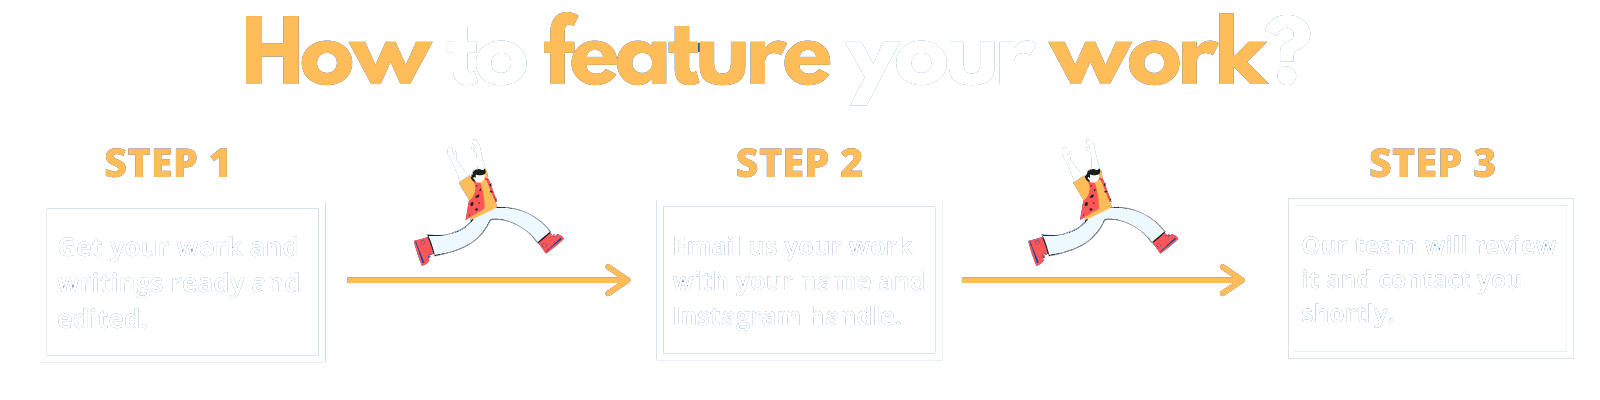 How to feature your work?
STEP 1
Get your work and
writings ready and
edited.
STEP 2
Email us your work
with your name and
Instagram handle.
STEP 3
Our team will review
it and contact you
shortly.